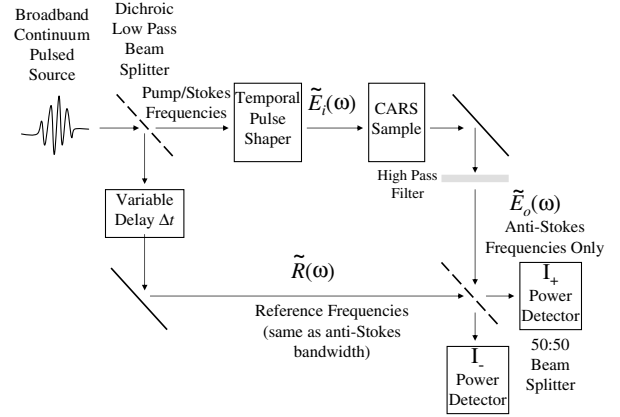 Broadband
Continuum
Pulsed
Source
Dichroic
Low Pass
Beam
Splitter
Pump/Stokes
Frequencies
Temporal
Pulse
Shaper
Ẽᵢ(ω)
CARS
Sample
High Pass
Filter
Variable
Delay Δt
Ẽₒ(ω)
Anti-Stokes
Frequencies Only
R̃(ω)
Reference Frequencies
(same as anti-Stokes
bandwidth)
I₊
Power
Detector
50:50
Beam
Splitter
I₋
Power
Detector